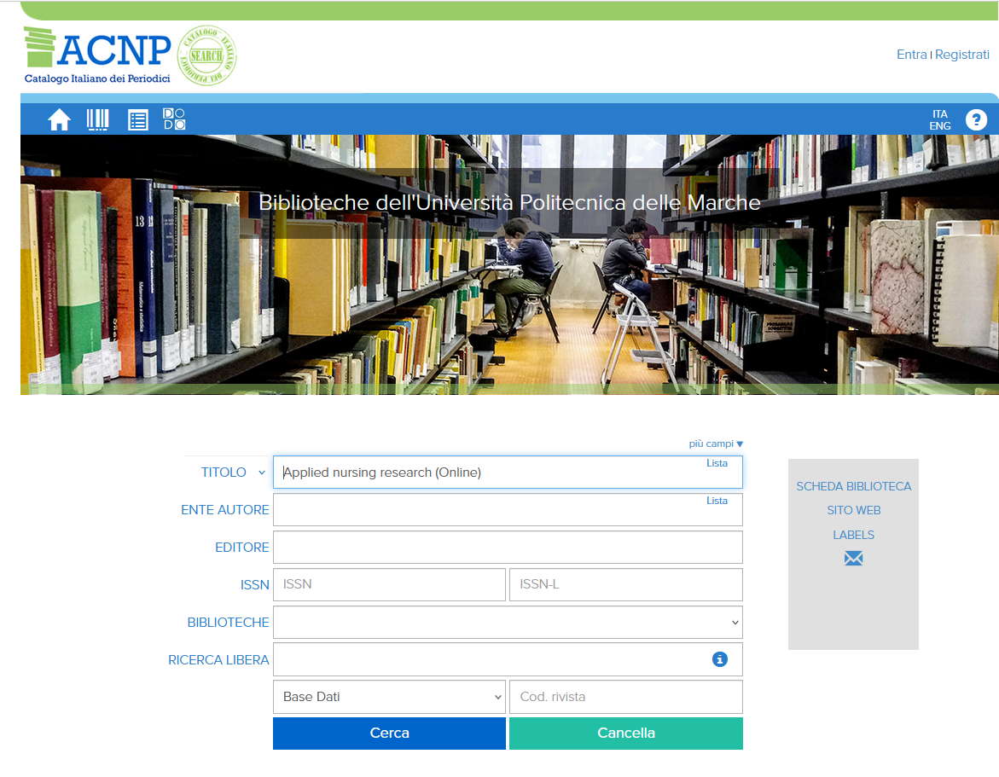 ACNP
Catalogo Italiano dei Periodici
CATALOGO ITALIANO DEI PERIODICI
SEARCH
Entra | Registrati
ITA
ENG
?
Biblioteche dell'Università Politecnica delle Marche
13
più campi ▼
TITOLO
Applied nursing research (Online)
Lista
ENTE AUTORE
Lista
EDITORE
ISSN
ISSN
ISSN-L
BIBLIOTECHE
RICERCA LIBERA
Base Dati
Cod. rivista
Cerca
Cancella
SCHEDA BIBLIOTECA
SITO WEB
LABELS